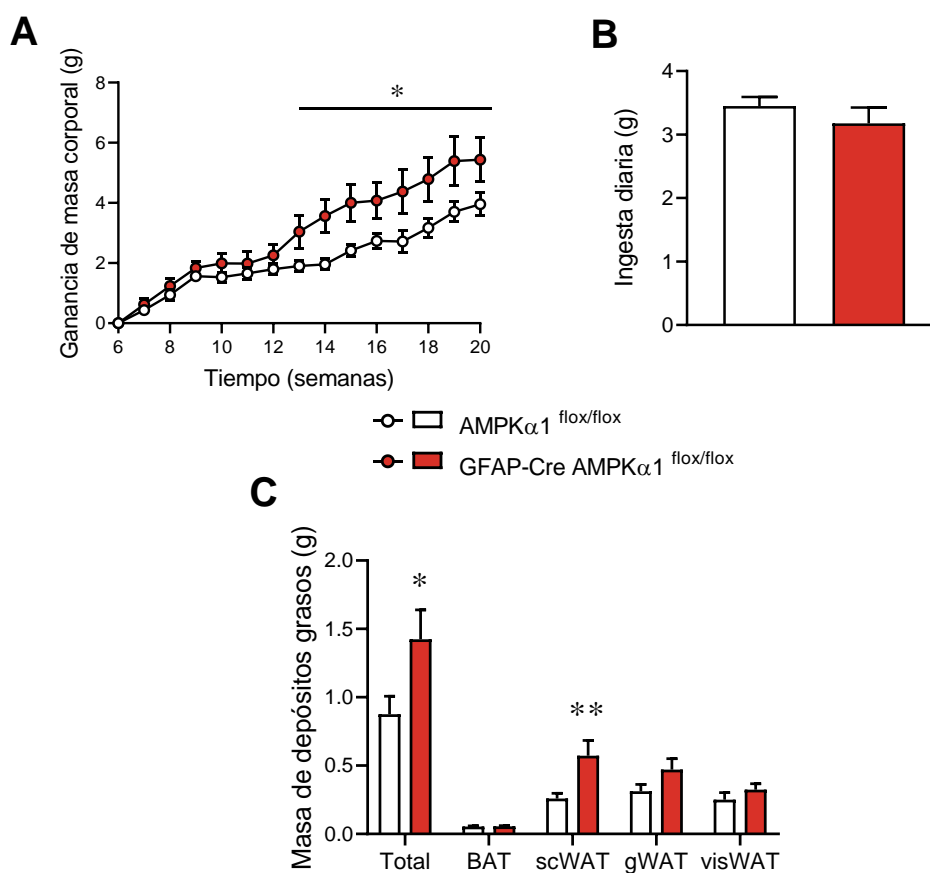 A
Ganancia de masa corporal (g)
8
6
4
2
0
*
6 8 10 12 14 16 18 20
Tiempo (semanas)
B
Ingesta diaria (g)
4
3
2
1
0
AMPKα1 flox/flox
GFAP-Cre AMPKα1 flox/flox
C
Masa de depósitos grasos (g)
2.0
1.5
1.0
0.5
0.0
*
**
Total BAT scWAT gWAT visWAT